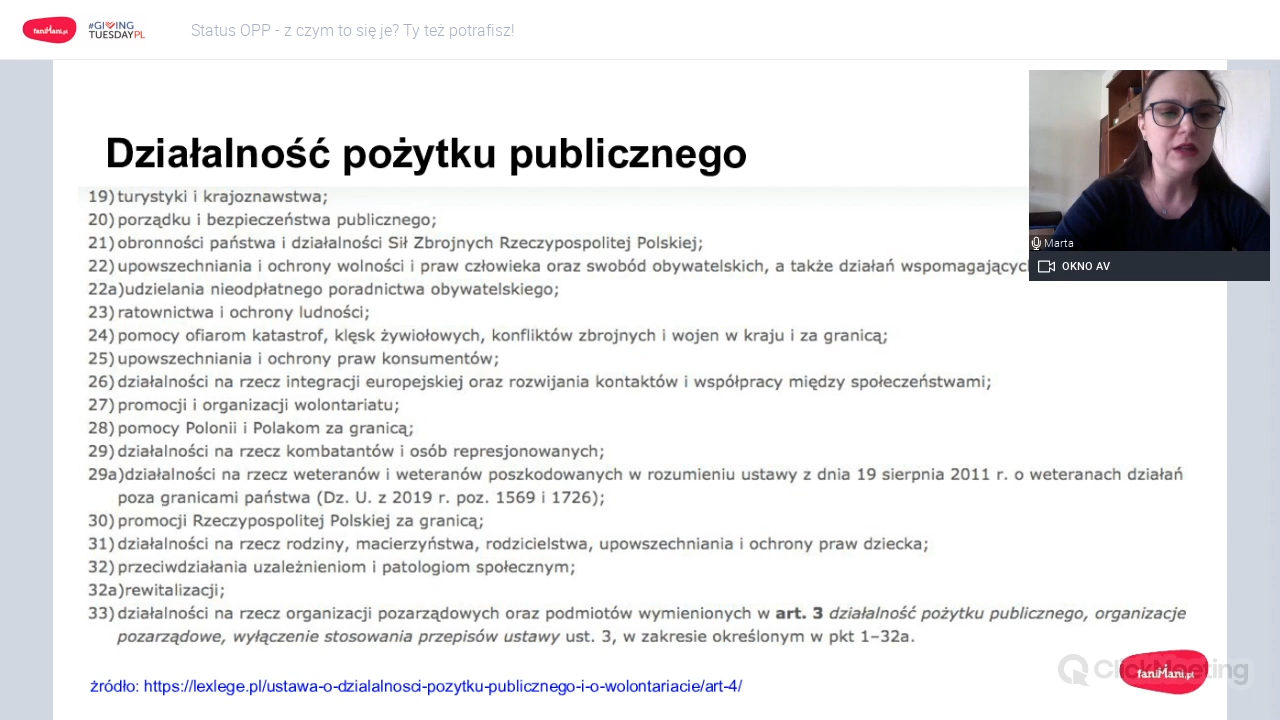 faniMani.pl
#GIVING
TUESDAYPL
Status OPP - z czym to się je? Ty też potrafisz!
Działalność pożytku publicznego
19) turystyki i krajoznawstwa;
20) porządku i bezpieczeństwa publicznego;
21) obronności państwa i działalności Sił Zbrojnych Rzeczypospolitej Polskiej;
22) upowszechniania i ochrony wolności i praw człowieka oraz swobód obywatelskich, a także działań wspomagających
22a)udzielania nieodpłatnego poradnictwa obywatelskiego;
23) ratownictwa i ochrony ludności;
24) pomocy ofiarom katastrof, klęsk żywiołowych, konfliktów zbrojnych i wojen w kraju i za granicą;
25) upowszechniania i ochrony praw konsumentów;
26) działalności na rzecz integracji europejskiej oraz rozwijania kontaktów i współpracy między społeczeństwami;
27) promocji i organizacji wolontariatu;
28) pomocy Polonii i Polakom za granicą;
29) działalności na rzecz kombatantów i osób represjonowanych;
29a)działalności na rzecz weteranów i weteranów poszkodowanych w rozumieniu ustawy z dnia 19 sierpnia 2011 r. o weteranach działań
poza granicami państwa (Dz. U. z 2019 r. poz. 1569 i 1726);
30) promocji Rzeczypospolitej Polskiej za granicą;
31) działalności na rzecz rodziny, macierzyństwa, rodzicielstwa, upowszechniania i ochrony praw dziecka;
32) przeciwdziałania uzależnieniom i patologiom społecznym;
32a)rewitalizacji;
33) działalności na rzecz organizacji pozarządowych oraz podmiotów wymienionych w art. 3 działalność pożytku publicznego, organizacje
pozarządowe, wyłączenie stosowania przepisów ustawy ust. 3, w zakresie określonym w pkt 1–32a.
źródło: https://lexlege.pl/ustawa-o-dzialalnosci-pozytku-publicznego-i-o-wolontariacie/art-4/
Marta
OKNO AV
ClickMeeting
faniMani.pl